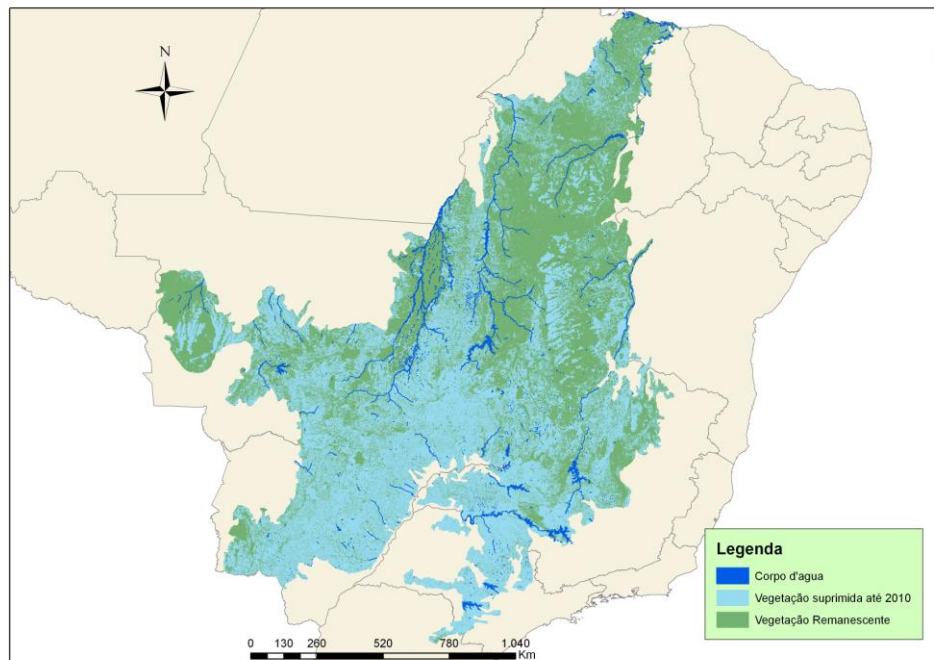 N
Legenda
Corpo d'agua
Vegetação suprimida até 2010
Vegetação Remanescente
0 130 260 520 780 1.040
Km